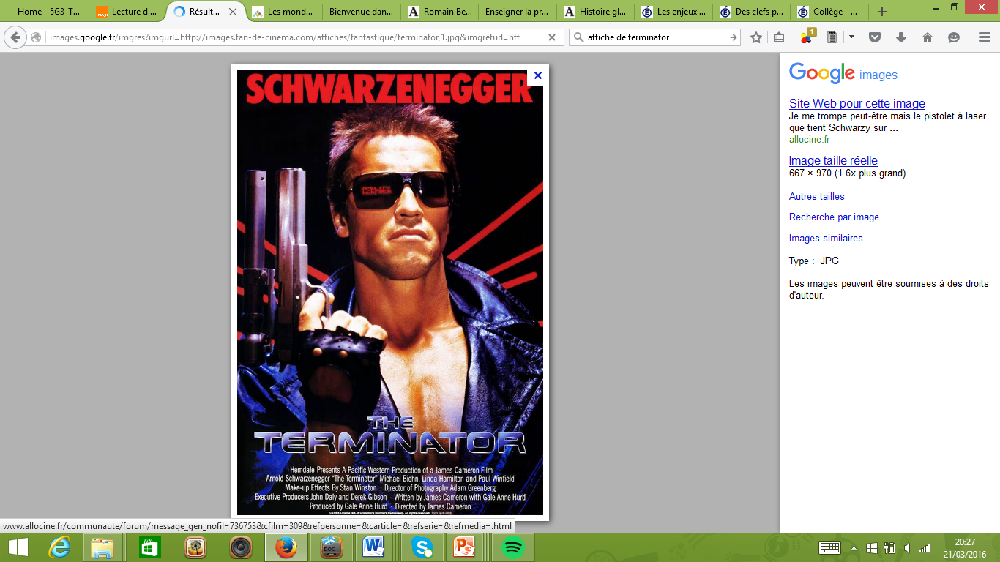 Home - 5G3-T...
Lecture d'...
Résult...
Les mond...
Bienvenue dan...
Romain Be...
Enseigner la pr...
Histoire gl...
Les enjeux ...
Des clefs p...
Collège - ...
images.google.fr/imgres?imgurl=http://images.fan-de-cinema.com/affiches/fantastique/terminator,1.jpg&imgrefurl=htt
affiche de terminator
1
SCHWARZENEGGER
THE
TERMINATOR
Hemdale Presents A Pacific Western Production of a James Cameron Film
Arnold Schwarzenegger "The Terminator" Michael Biehn, Linda Hamilton and Paul Winfield
Make-up Effects By Stan Winston · Director of Photography Adam Greenberg
Executive Producers John Daly and Derek Gibson · Written by James Cameron with Gale Anne Hurd
Produced by Gale Anne Hurd · Directed by James Cameron
Google images
Site Web pour cette image
Je me trompe peut-être mais le pistolet à laser
que tient Schwarzy sur ...
allocine.fr
Image taille réelle
667 × 970 (1.6x plus grand)
Autres tailles
Recherche par image
Images similaires
Type : JPG
Les images peuvent être soumises à des droits
d'auteur.
www.allocine.fr/communaute/forum/message_gen_nofil=736753&cfilm=309&refpersonne=&carticle=&refserie=&refmedia=.html
20:27
21/03/2016